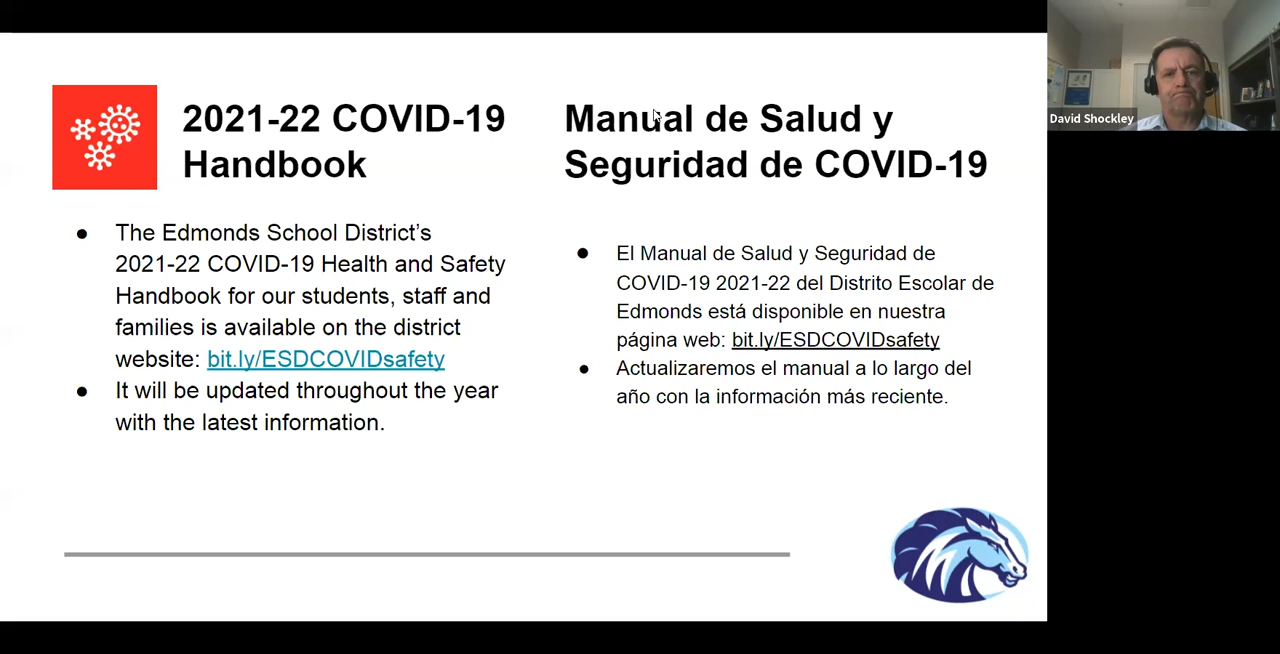 2021-22 COVID-19
Handbook
● The Edmonds School District’s
2021-22 COVID-19 Health and Safety
Handbook for our students, staff and
families is available on the district
website: bit.ly/ESDCOVIDsafety
● It will be updated throughout the year
with the latest information.
Manual de Salud y
Seguridad de COVID-19
● El Manual de Salud y Seguridad de
COVID-19 2021-22 del Distrito Escolar de
Edmonds está disponible en nuestra
página web: bit.ly/ESDCOVIDsafety
● Actualizaremos el manual a lo largo del
año con la información más reciente.
David Shockley